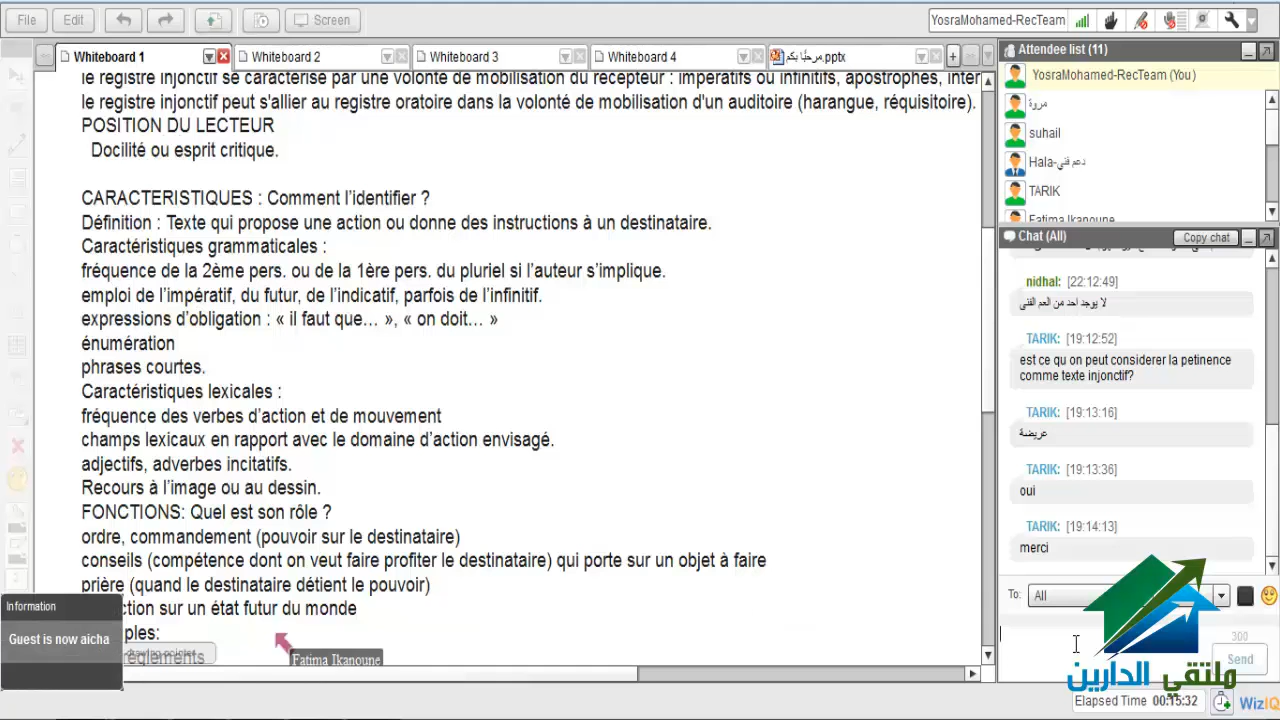 File
Edit
Screen
YosraMohamed-RecTeam
Whiteboard 1
Whiteboard 2
Whiteboard 3
Whiteboard 4
مرحبًا بكم.pptx
le registre injonctif se caractérise par une volonté de mobilisation du récepteur : impératifs ou infinitifs, apostrophes, inter
le registre injonctif peut s'allier au registre oratoire dans la volonté de mobilisation d'un auditoire (harangue, réquisitoire).
POSITION DU LECTEUR
Docilité ou esprit critique.
CARACTERISTIQUES : Comment l'identifier ?
Définition : Texte qui propose une action ou donne des instructions à un destinataire.
Caractéristiques grammaticales :
fréquence de la 2ème pers. ou de la 1ère pers. du pluriel si l'auteur s'implique.
emploi de l'impératif, du futur, de l'indicatif, parfois de l'infinitif.
expressions d'obligation : « il faut que… », « on doit… »
énumération
phrases courtes.
Caractéristiques lexicales :
fréquence des verbes d'action et de mouvement
champs lexicaux en rapport avec le domaine d'action envisagé.
adjectifs, adverbes incitatifs.
Recours à l'image ou au dessin.
FONCTIONS: Quel est son rôle ?
ordre, commandement (pouvoir sur le destinataire)
conseils (compétence dont on veut faire profiter le destinataire) qui porte sur un objet à faire
prière (quand le destinataire détient le pouvoir)
ction sur un état futur du monde
ples:
règlements
Fatima Ikanoune
Information
Guest is now aicha
Attendee list (11)
YosraMohamed-RecTeam (You)
مروة
suhail
Hala-دعم فني
TARIK
Fatima Ikanoune
Chat (All)
Copy chat
nidhal: [22:12:49]
لا يوجد احد من العم الفنى
TARIK: [19:12:52]
est ce qu on peut considerer la petinence
comme texte injonctif?
TARIK: [19:13:16]
عريضة
TARIK: [19:13:36]
oui
TARIK: [19:14:13]
merci
To:
All
300
Send
ملتقي الدارين
Elapsed Time 00:15:32
WizIQ